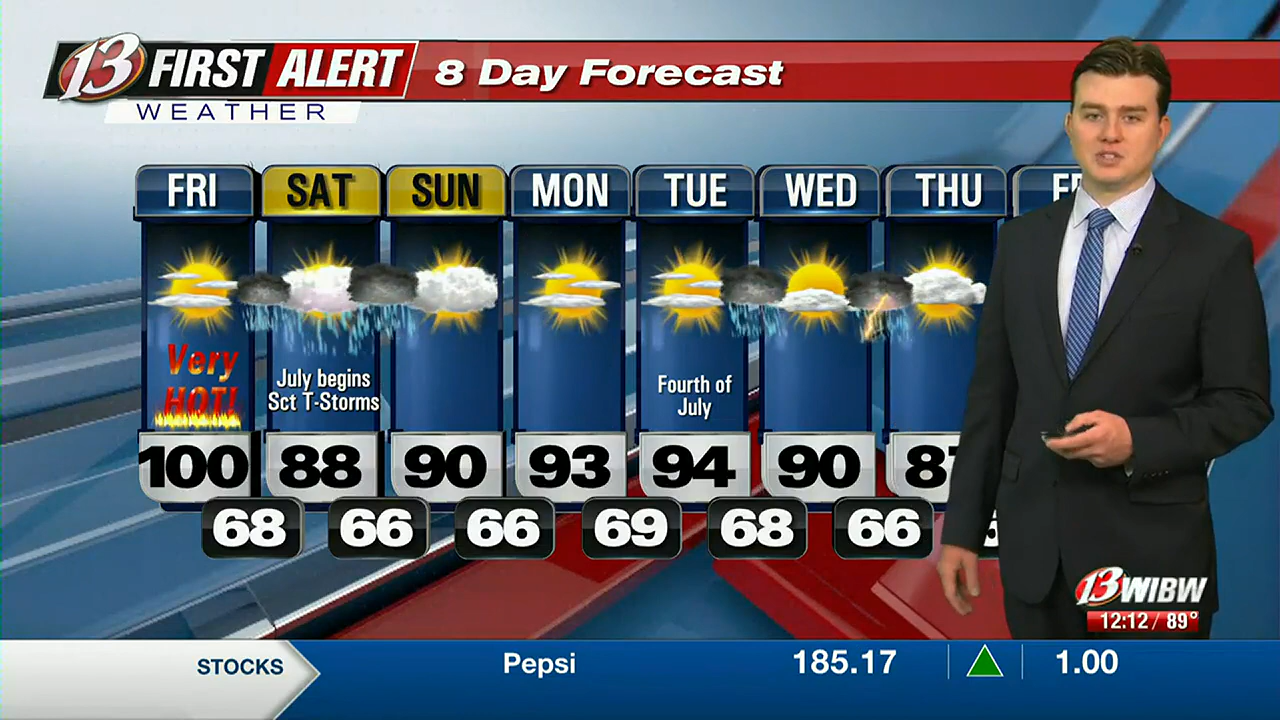 13 FIRST ALERT
WEATHER
8 Day Forecast
FRI SAT SUN MON TUE WED THU
Very
HOT!
July begins
Sct T-Storms
Fourth of
July
100 88 90 93 94 90
68 66 66 69 68 66
13 WIBW
12:12 / 89°
STOCKS Pepsi 185.17 1.00